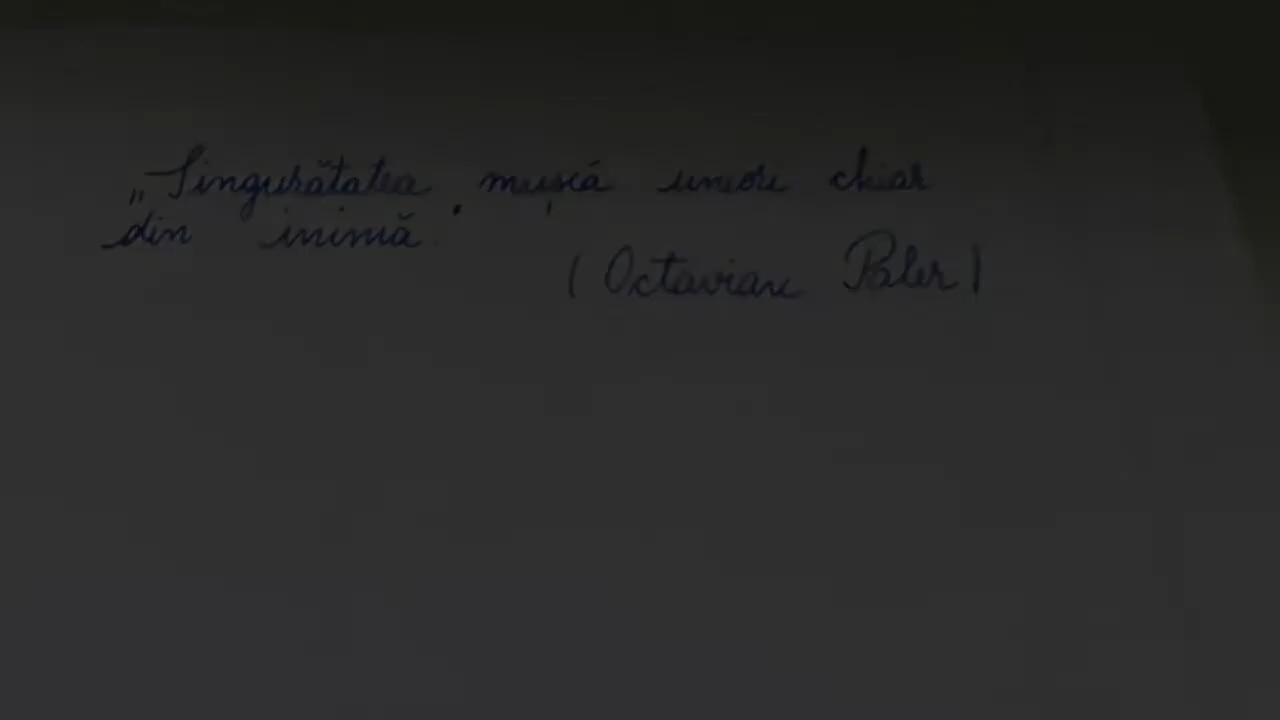 „Singurătatea mușcă uneori chiar
din inimă.
(Octavian Paler)